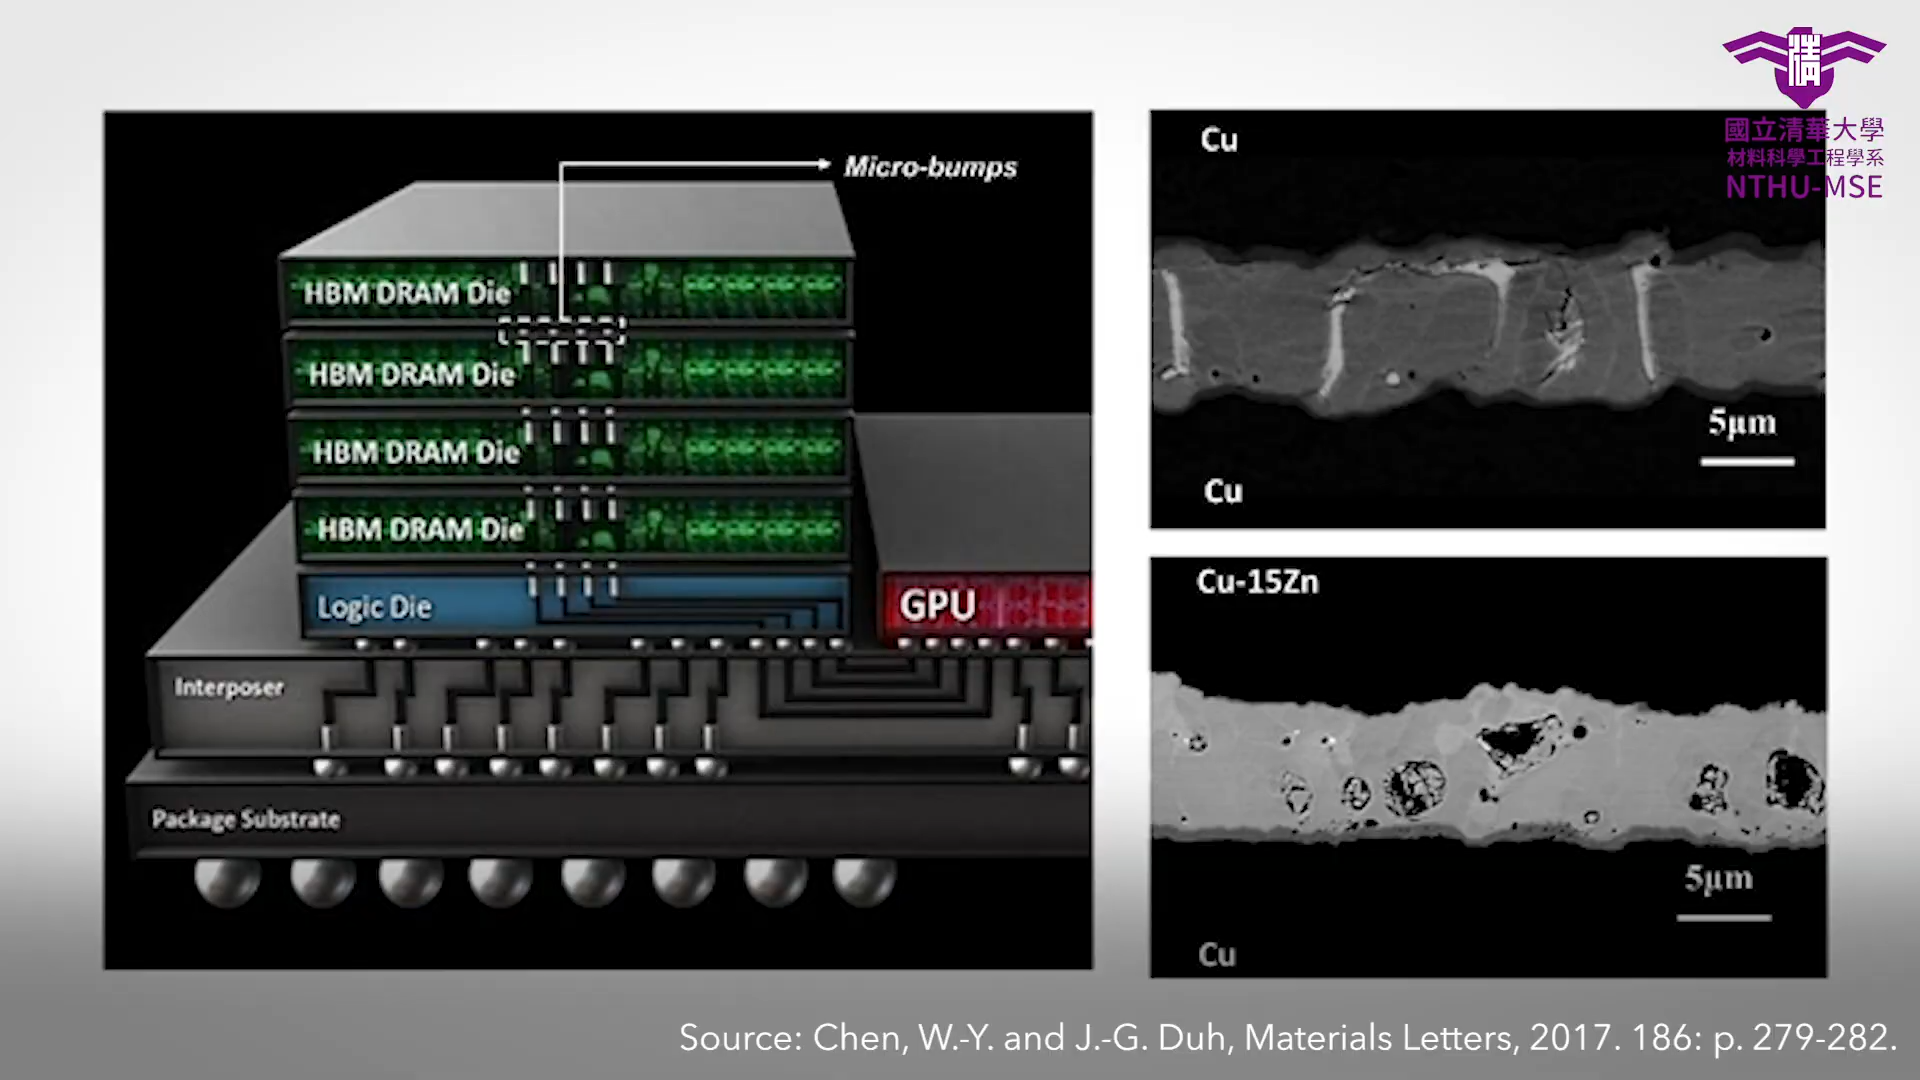 Micro-bumps
HBM DRAM Die
HBM DRAM Die
HBM DRAM Die
HBM DRAM Die
Logic Die
GPU
Interposer
Package Substrate
Cu
5μm
Cu
Cu-15Zn
5μm
Cu
清
國立清華大學
材料科學工程學系
NTHU-MSE
Source: Chen, W.-Y. and J.-G. Duh, Materials Letters, 2017. 186: p. 279-282.